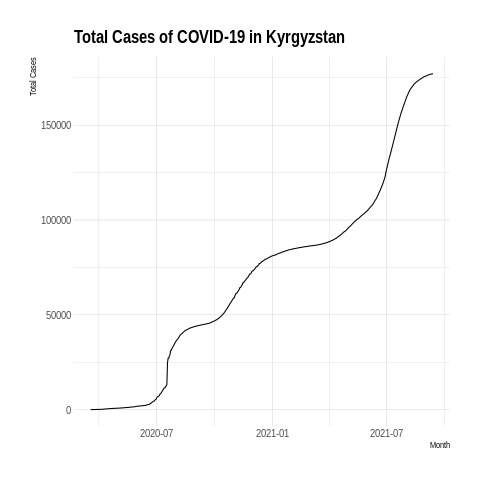 Total Cases of COVID-19 in Kyrgyzstan
Total Cases
150000
100000
50000
0
2020-07
2021-01
2021-07
Month